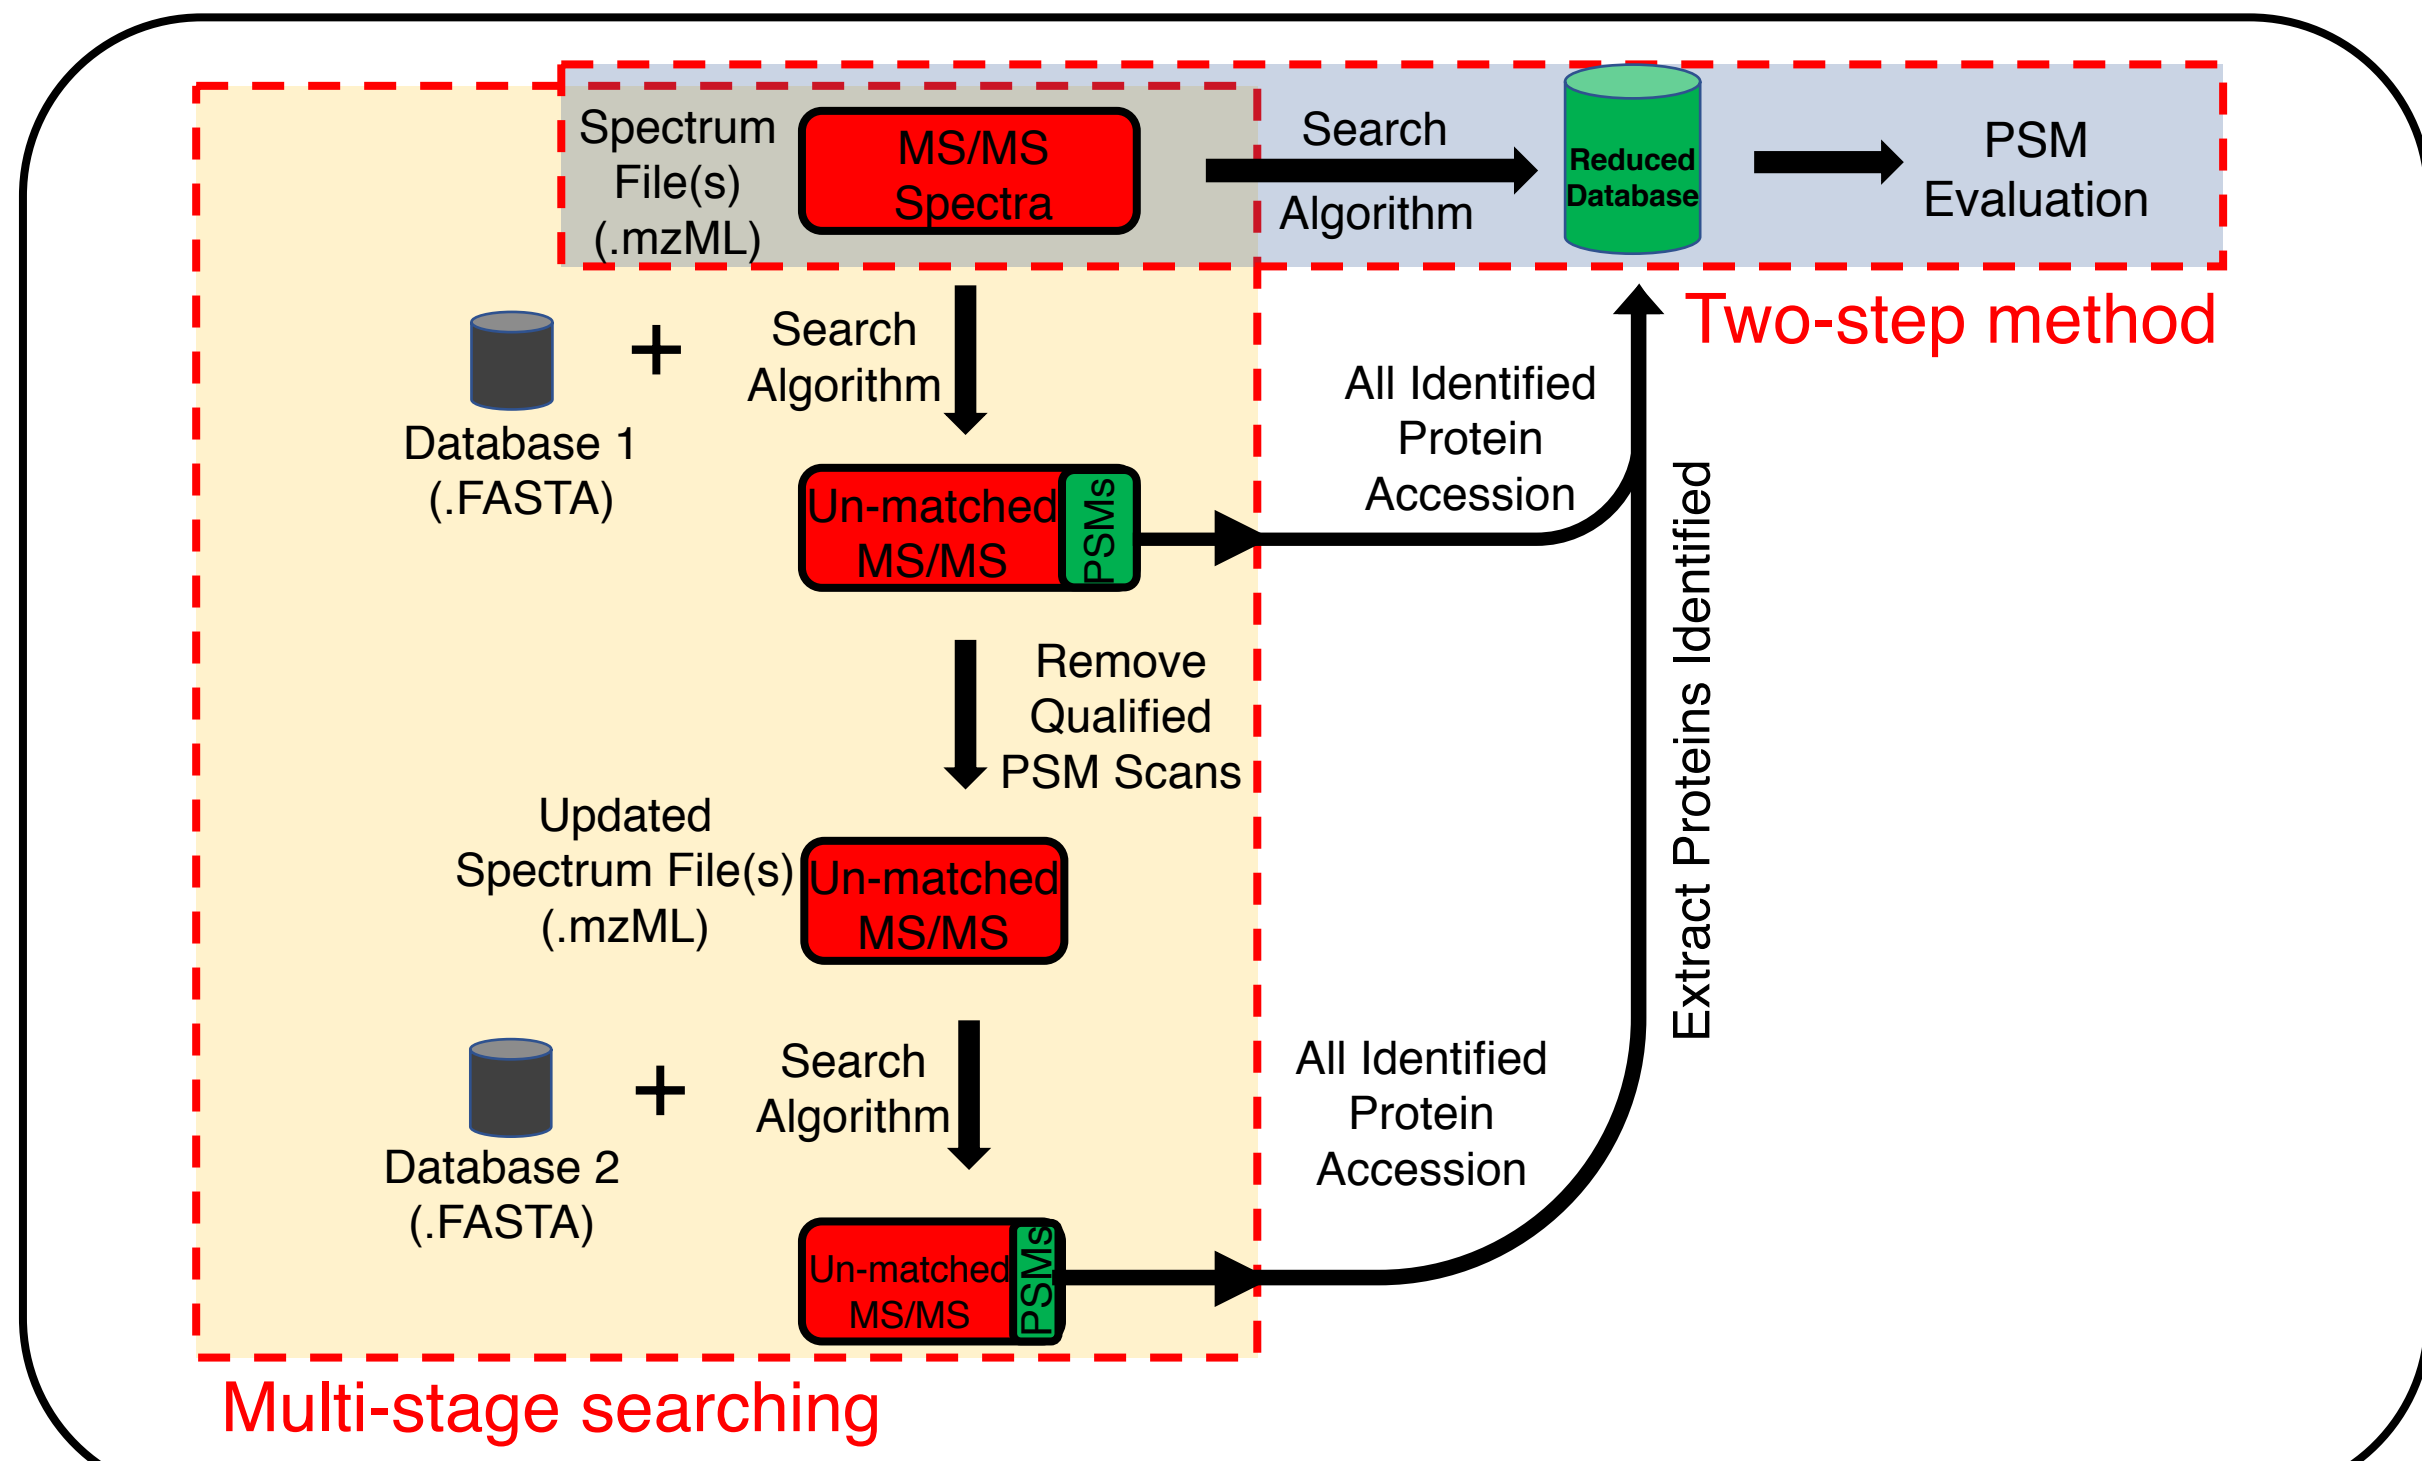 Spectrum
File(s)
(.mzML)
MS/MS
Spectra
Search
Algorithm
Reduced
Database
PSM
Evaluation
Two-step method
Database 1
(.FASTA)
+
Search
Algorithm
Un-matched
MS/MS
PSMs
All Identified
Protein
Accession
Remove
Qualified
PSM Scans
Extract Proteins Identified
Updated
Spectrum File(s)
(.mzML)
Un-matched
MS/MS
Database 2
(.FASTA)
+
Search
Algorithm
All Identified
Protein
Accession
Un-matched
MS/MS
PSMs
Multi-stage searching